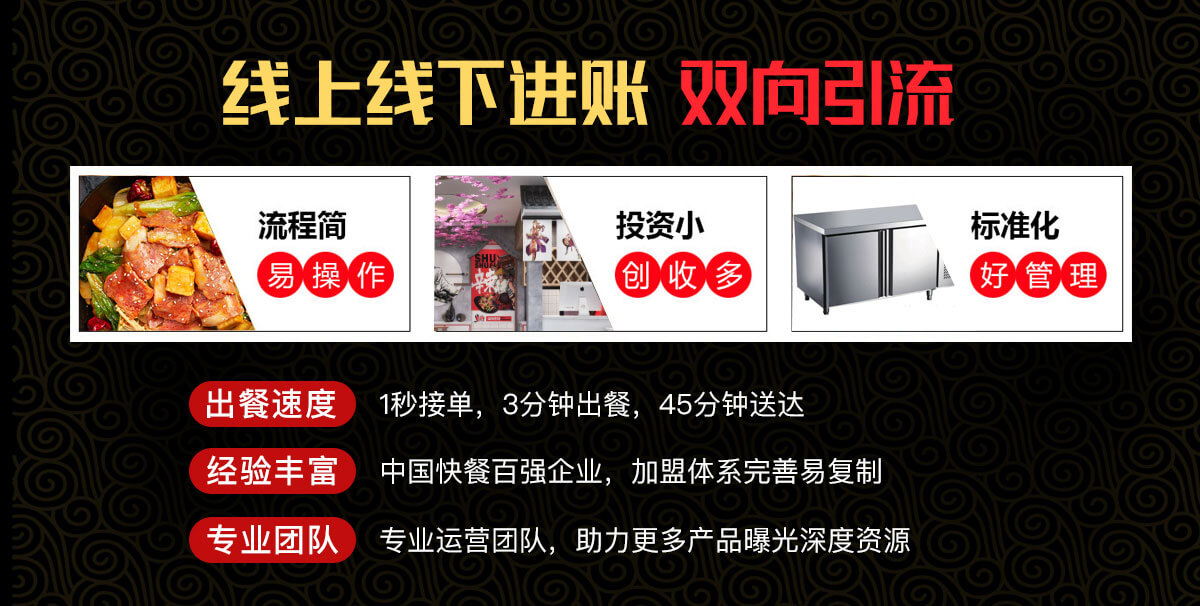 线上线下进账 双向引流
流程简
易操作
投资小
创收多
标准化
好管理
SHU
出餐速度 1秒接单，3分钟出餐，45分钟送达
经验丰富 中国快餐百强企业，加盟体系完善易复制
专业团队 专业运营团队，助力更多产品曝光深度资源